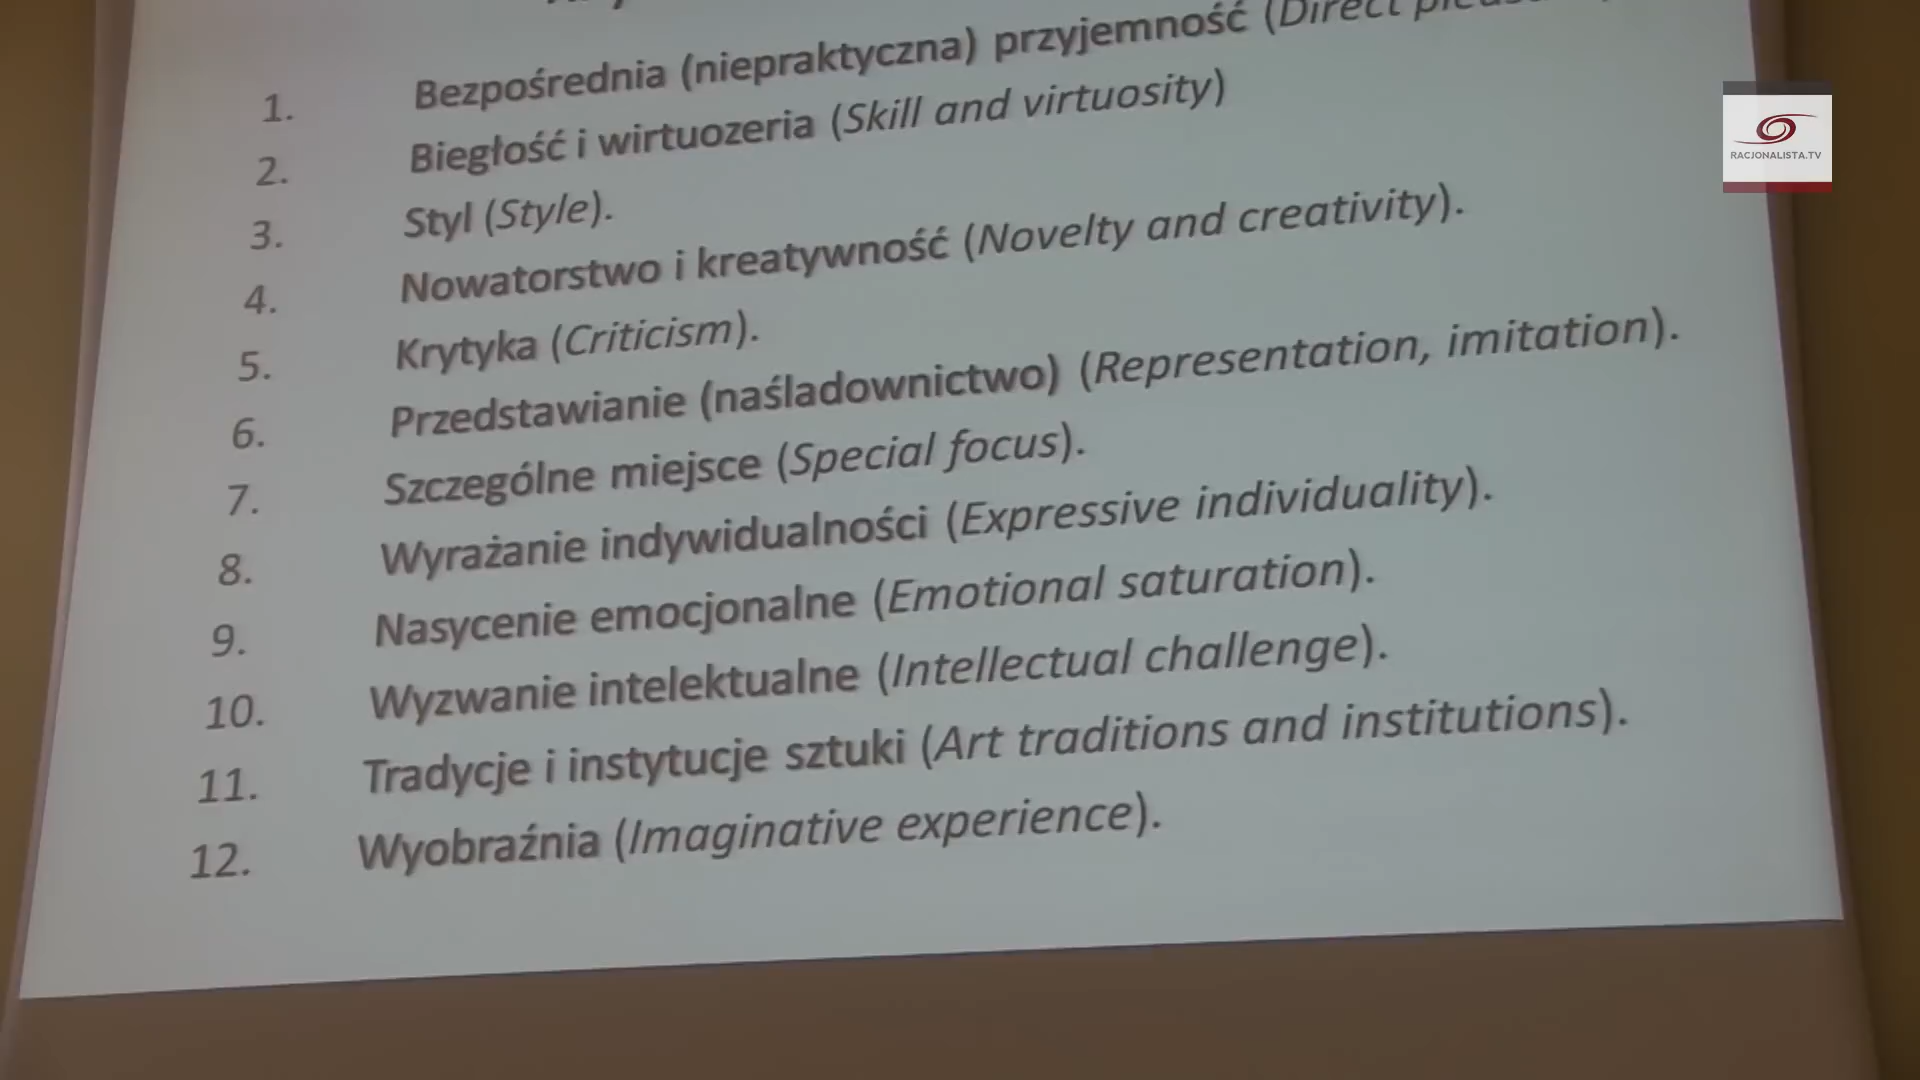 1. Bezpośrednia (niepraktyczna) przyjemność (Direct
2. Biegłość i wirtuozeria (Skill and virtuosity)
3. Styl (Style).
4. Nowatorstwo i kreatywność (Novelty and creativity).
5. Krytyka (Criticism).
6. Przedstawianie (naśladownictwo) (Representation, imitation).
7. Szczególne miejsce (Special focus).
8. Wyrażanie indywidualności (Expressive individuality).
9. Nasycenie emocjonalne (Emotional saturation).
10. Wyzwanie intelektualne (Intellectual challenge).
11. Tradycje i instytucje sztuki (Art traditions and institutions).
12. Wyobraźnia (Imaginative experience).
RACJONALISTA.TV